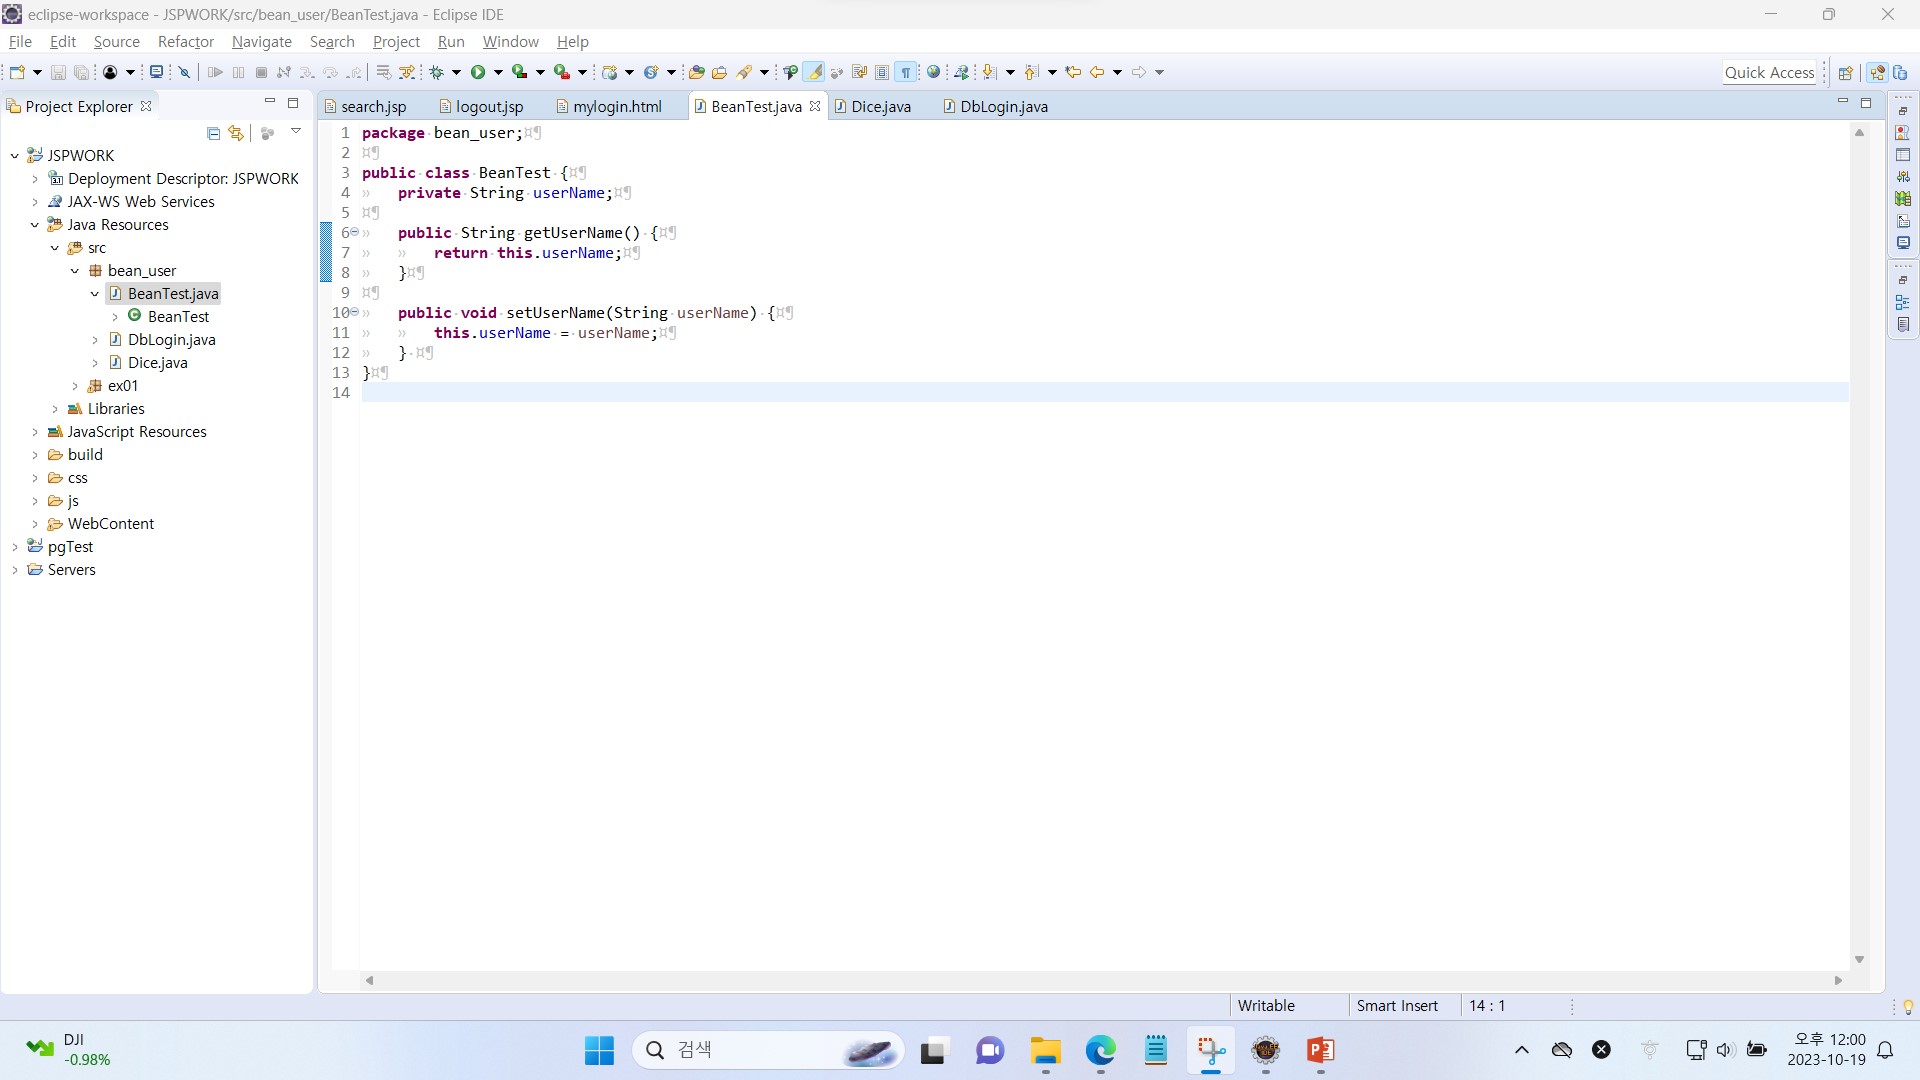 eclipse-workspace - JSPWORK/src/bean_user/BeanTest.java - Eclipse IDE
File Edit Source Refactor Navigate Search Project Run Window Help
Quick Access
Project Explorer
search.jsp logout.jsp mylogin.html BeanTest.java Dice.java DbLogin.java
JSPWORK
Deployment Descriptor: JSPWORK
JAX-WS Web Services
Java Resources
src
bean_user
BeanTest.java
BeanTest
DbLogin.java
Dice.java
ex01
Libraries
JavaScript Resources
build
css
js
WebContent
pgTest
Servers
1 package·bean_user;¤¶
2 ¤¶
3 public·class·BeanTest·{¤¶
4 » private·String·userName;¤¶
5 ¤¶
6 » public·String·getUserName()·{¤¶
7 » » return·this.userName;¤¶
8 » }¤¶
9 ¤¶
10 » public·void·setUserName(String·userName)·{¤¶
11 » » this.userName·=·userName;¤¶
12 » }·¤¶
13 }¤¶
14
Writable Smart Insert 14 : 1
DJI
-0.98%
검색
오후 12:00
2023-10-19